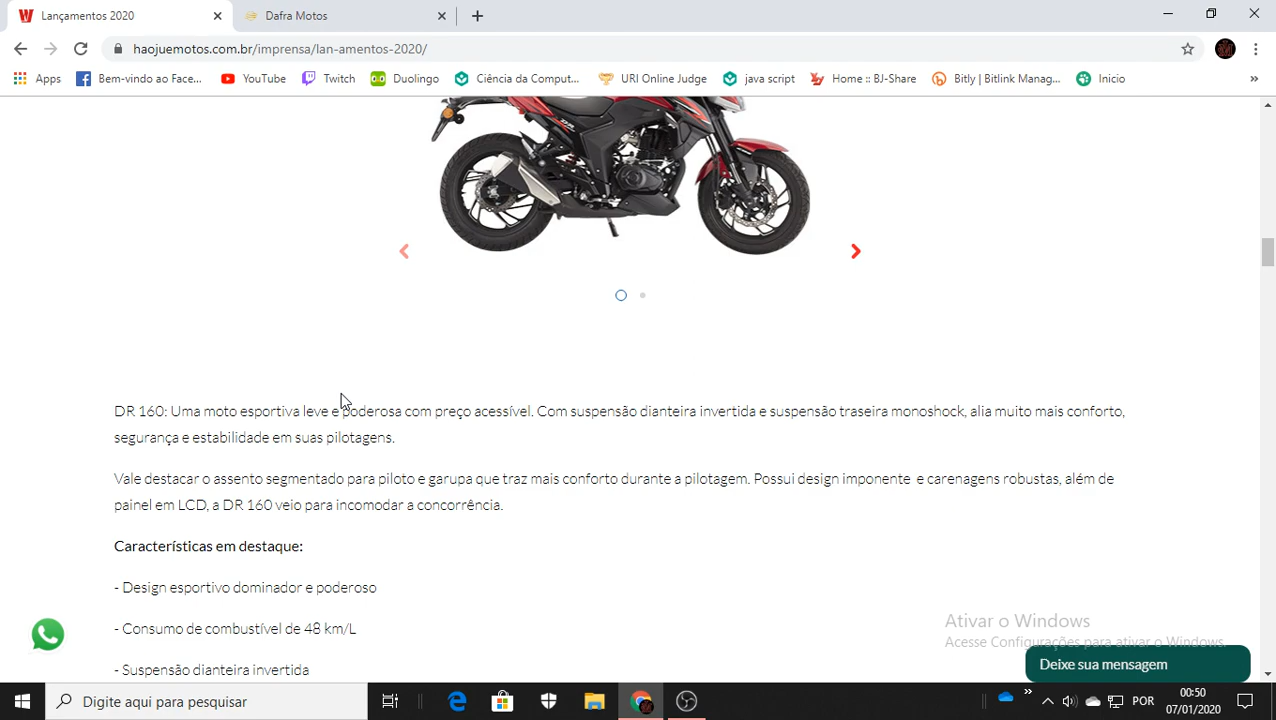 Lançamentos 2020
Dafra Motos
haojuemotos.com.br/imprensa/lan-amentos-2020/
Apps
Bem-vindo ao Face...
YouTube
Twitch
Duolingo
Ciência da Comput...
URI Online Judge
java script
Home :: BJ-Share
Bitly | Bitlink Manag...
Inicio
DR 160: Uma moto esportiva leve e poderosa com preço acessível. Com suspensão dianteira invertida e suspensão traseira monoshock, alia muito mais conforto,
segurança e estabilidade em suas pilotagens.
Vale destacar o assento segmentado para piloto e garupa que traz mais conforto durante a pilotagem. Possui design imponente e carenagens robustas, além de
painel em LCD, a DR 160 veio para incomodar a concorrência.
Características em destaque:
- Design esportivo dominador e poderoso
- Consumo de combustível de 48 km/L
- Suspensão dianteira invertida
Ativar o Windows
Acesse Configurações para ativar o Windows.
Deixe sua mensagem
Digite aqui para pesquisar
POR
00:50
07/01/2020